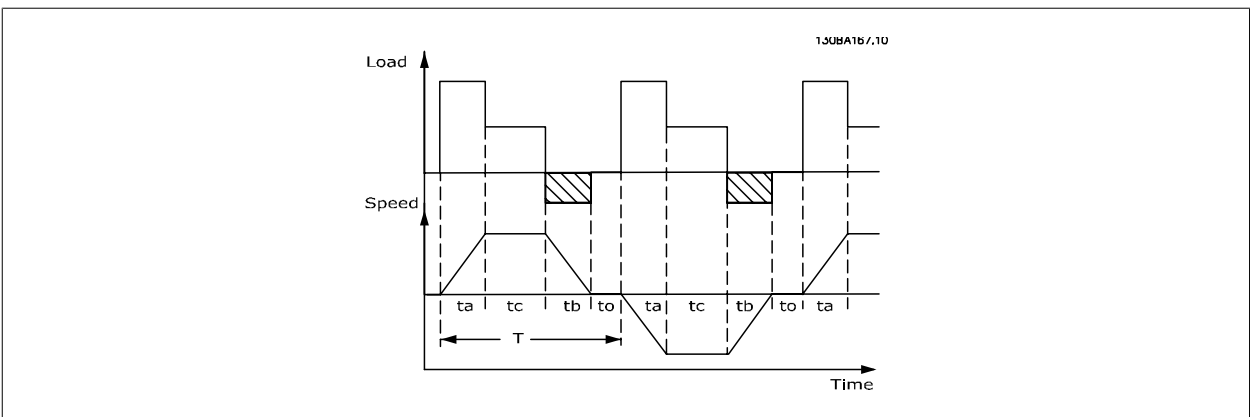 130BA167.10
Load
Speed
ta tc tb to ta tc tb to ta
T
Time